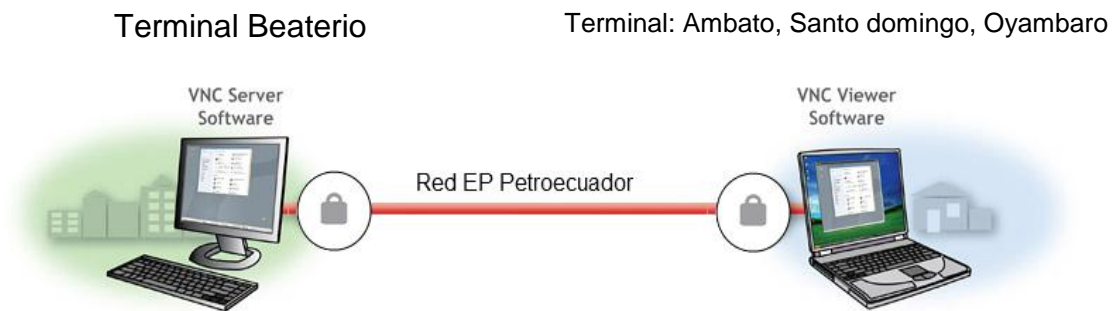 Terminal Beaterio
Terminal: Ambato, Santo domingo, Oyambaro
VNC Server
Software
VNC Viewer
Software
Red EP Petroecuador